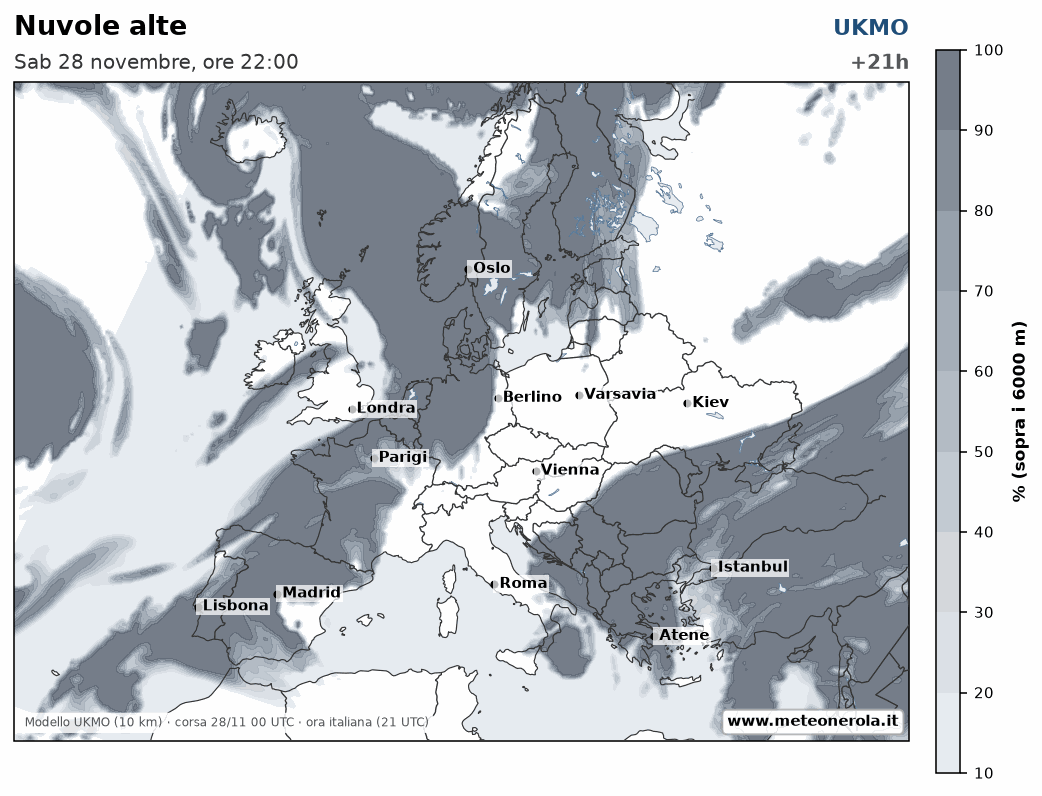 Nuvole alte
UKMO
Sab 28 novembre, ore 22:00
+21h
100
90
80
70
60
50
40
30
20
10
% (sopra i 6000 m)
Oslo
Berlino
Varsavia
Kiev
Londra
Parigi
Vienna
Istanbul
Roma
Madrid
Lisbona
Atene
Modello UKMO (10 km) · corsa 28/11 00 UTC · ora italiana (21 UTC)
www.meteonerola.it